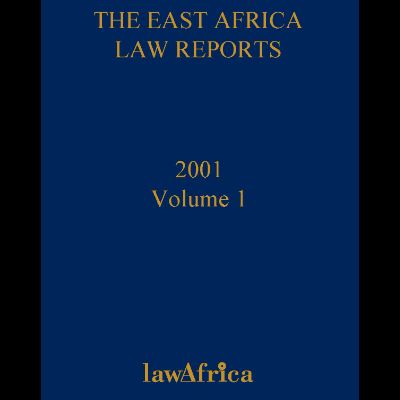 THE EAST AFRICA
LAW REPORTS
2001
Volume 1
lawAfrica